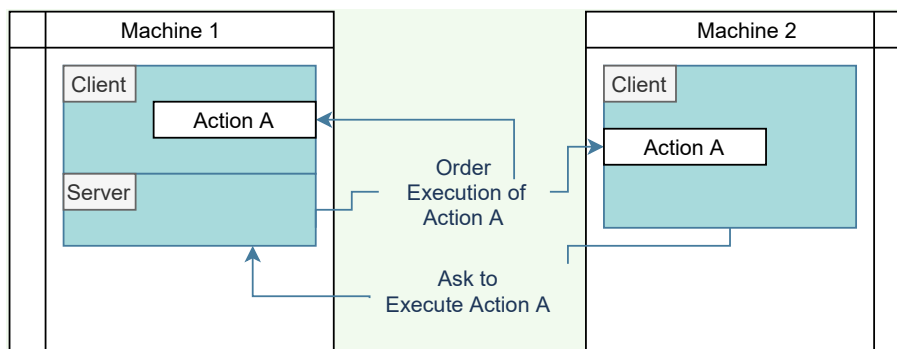 Machine 1
Machine 2
Client
Action A
Client
Action A
Server
Order
Execution of
Action A
Ask to
Execute Action A